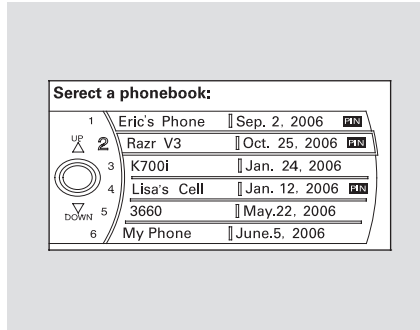 Serect a phonebook:
1 Eric's Phone Sep. 2, 2006 PIN
UP 2 Razr V3 Oct. 25, 2006 PIN
3 K700i Jan. 24, 2006
4 Lisa's Cell Jan. 12, 2006 PIN
DOWN 5 3660 May.22, 2006
6 My Phone June.5, 2006